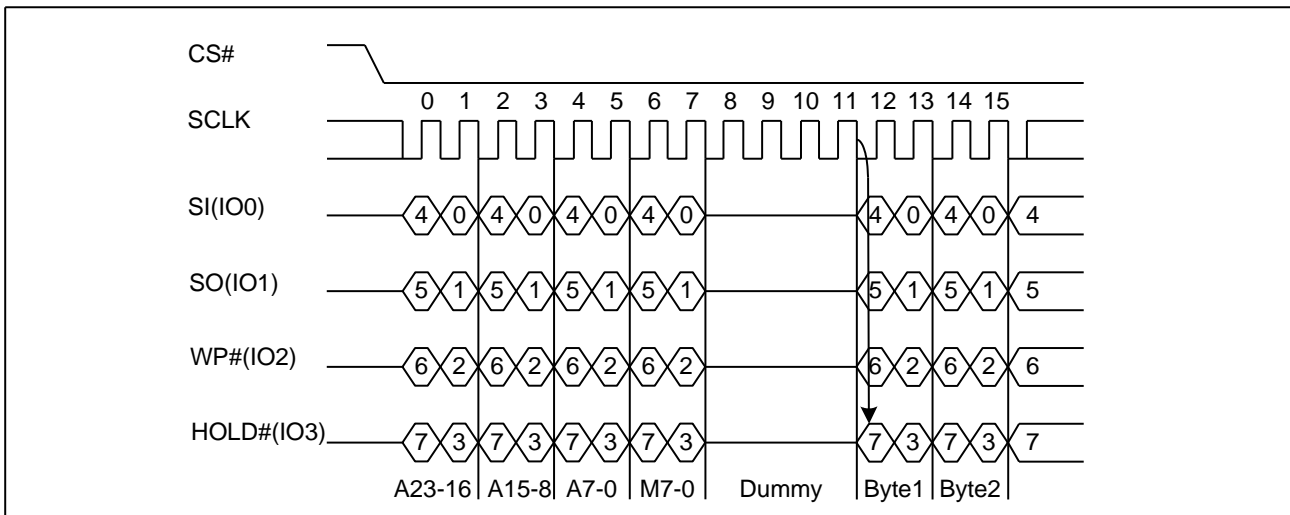 CS#
0 1 2 3 4 5 6 7 8 9 10 11 12 13 14 15
SCLK
SI(IO0) 4 0 4 0 4 0 4 0 4 0 4 0 4
SO(IO1) 5 1 5 1 5 1 5 1 5 1 5 1 5
WP#(IO2) 6 2 6 2 6 2 6 2 6 2 6 2 6
HOLD#(IO3) 7 3 7 3 7 3 7 3 7 3 7 3 7
A23-16 A15-8 A7-0 M7-0 Dummy Byte1 Byte2